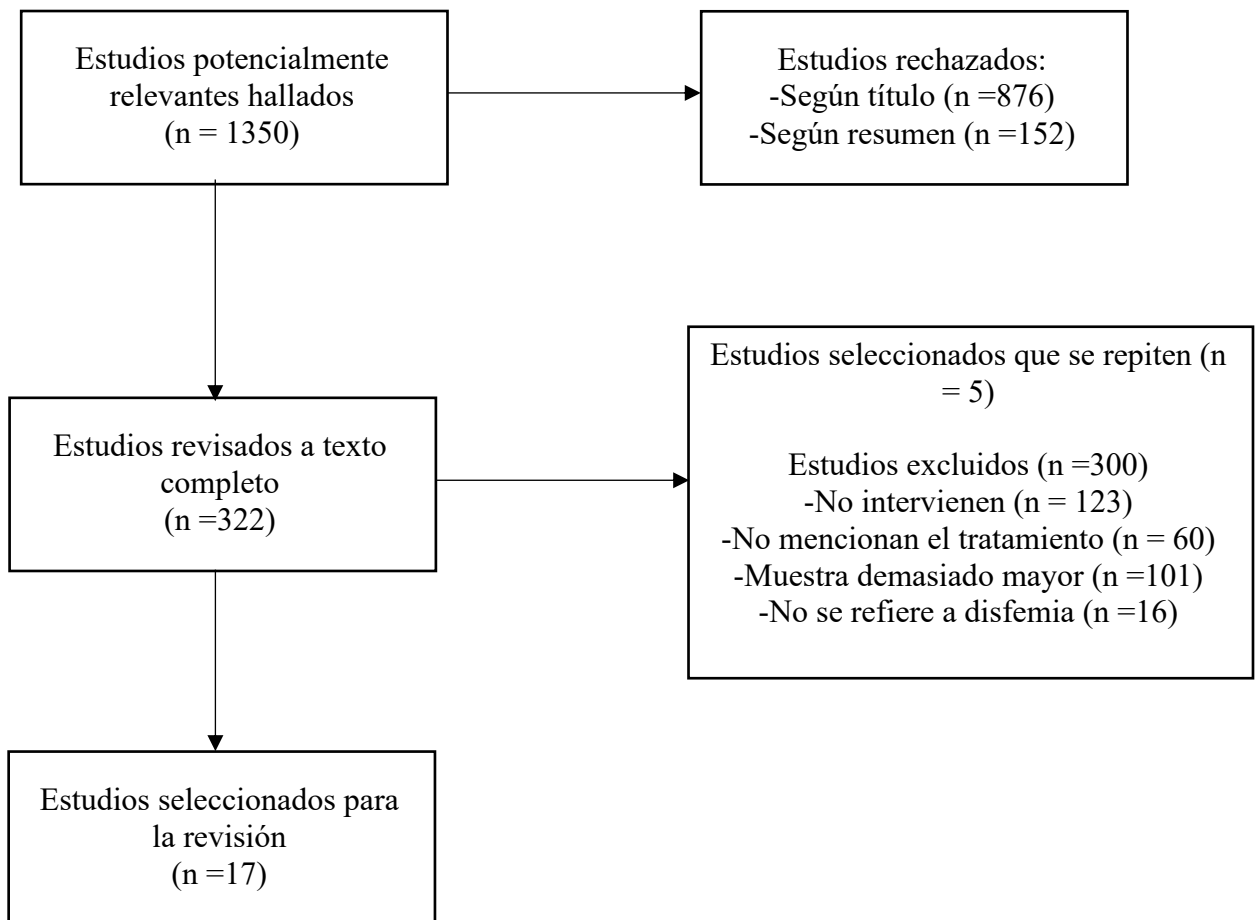 Estudios potencialmente
relevantes hallados
(n = 1350)
Estudios rechazados:
-Según título (n =876)
-Según resumen (n =152)
Estudios revisados a texto
completo
(n =322)
Estudios seleccionados que se repiten (n
= 5)
Estudios excluidos (n =300)
-No intervienen (n = 123)
-No mencionan el tratamiento (n = 60)
-Muestra demasiado mayor (n =101)
-No se refiere a disfemia (n =16)
Estudios seleccionados para
la revisión
(n =17)